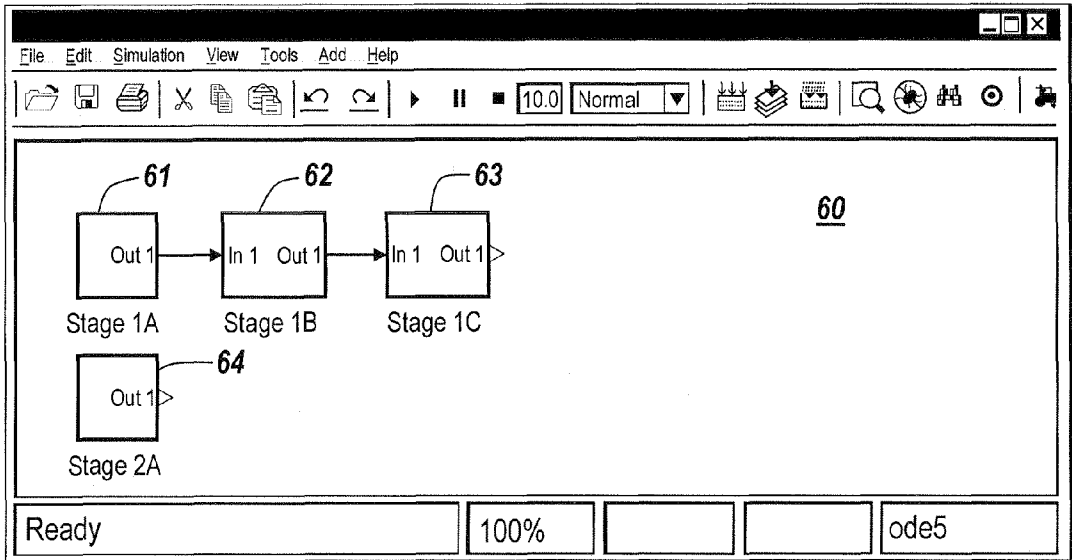 File Edit Simulation View Tools Add Help
10.0 Normal
61 62 63
60
Out 1 In 1 Out 1 In 1 Out 1
Stage 1A Stage 1B Stage 1C
64
Out 1
Stage 2A
Ready 100% ode5